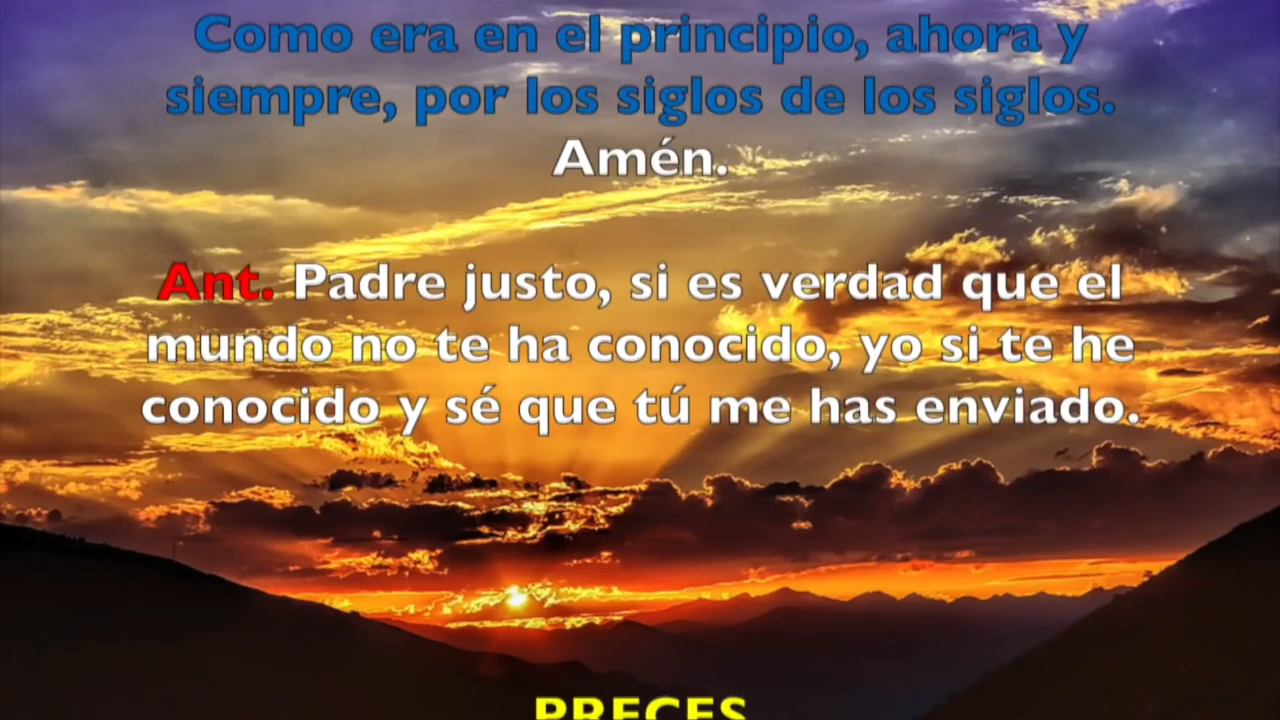 Como era en el principio, ahora y
siempre, por los siglos de los siglos.
Amén.
Ant. Padre justo, si es verdad que el
mundo no te ha conocido, yo si te he
conocido y sé que tú me has enviado.
PRECES